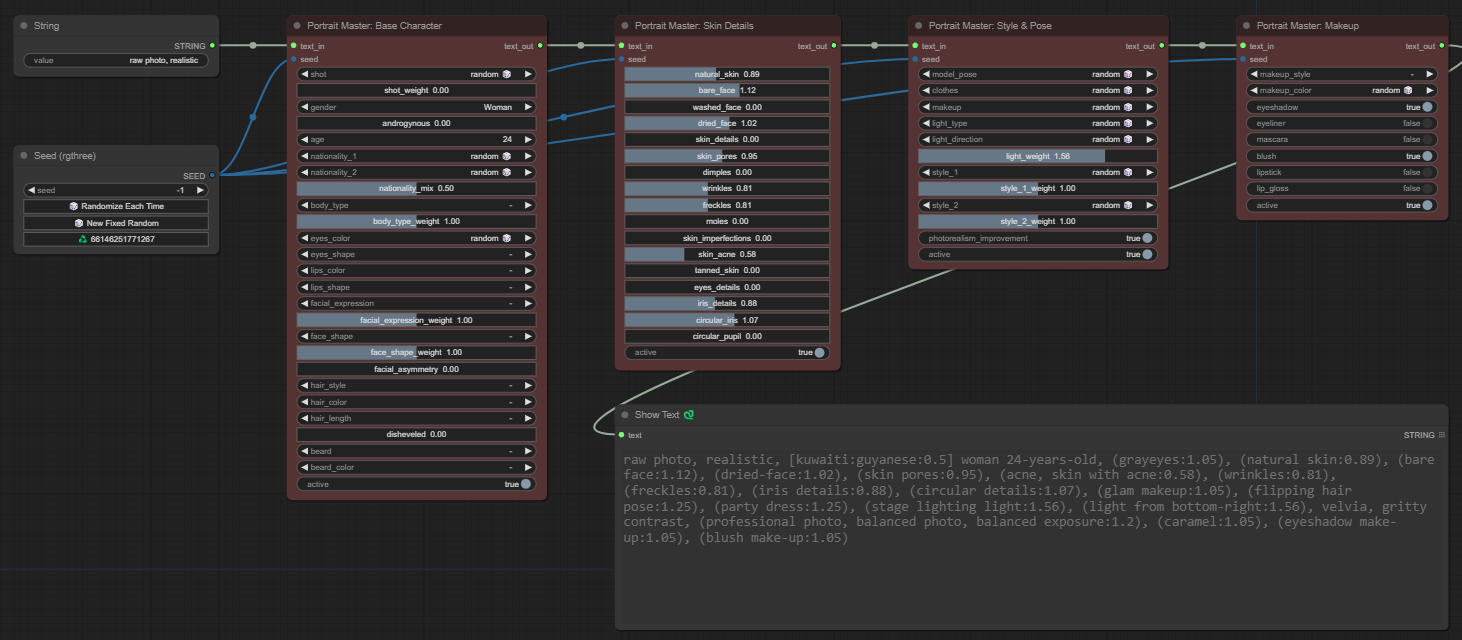 String
STRING
value raw photo, realistic
Seed (rgthree)
SEED
seed -1
Randomize Each Time
New Fixed Random
66146251771267
Portrait Master: Base Character
text_in text_out
seed
shot random
shot_weight 0.00
gender Woman
androgynous 0.00
age 24
nationality_1 random
nationality_2 random
nationality_mix 0.50
body_type -
body_type_weight 1.00
eyes_color random
eyes_shape -
lips_color -
lips_shape -
facial_expression -
facial_expression_weight 1.00
face_shape -
face_shape_weight 1.00
facial_asymmetry 0.00
hair_style -
hair_color -
hair_length -
disheveled 0.00
beard -
beard_color -
active true
Portrait Master: Skin Details
text_in text_out
seed
natural_skin 0.89
bare_face 1.12
washed_face 0.00
dried_face 1.02
skin_details 0.00
skin_pores 0.95
dimples 0.00
wrinkles 0.81
freckles 0.81
moles 0.00
skin_imperfections 0.00
skin_acne 0.58
tanned_skin 0.00
eyes_details 0.00
iris_details 0.88
circular_iris 1.07
circular_pupil 0.00
active true
Portrait Master: Style & Pose
text_in text_out
seed
model_pose random
clothes random
makeup random
light_type random
light_direction random
light_weight 1.56
style_1 random
style_1_weight 1.00
style_2 random
style_2_weight 1.00
photorealism_improvement true
active true
Portrait Master: Makeup
text_in text_out
seed
makeup_style -
makeup_color random
eyeshadow true
eyeliner false
mascara false
blush true
lipstick false
lip_gloss false
active true
Show Text
text STRING
raw photo, realistic, [kuwaiti:guyanese:0.5] woman 24-years-old, (grayeyes:1.05), (natural skin:0.89), (bare
face:1.12), (dried-face:1.02), (skin pores:0.95), (acne, skin with acne:0.58), (wrinkles:0.81),
(freckles:0.81), (iris details:0.88), (circular details:1.07), (glam makeup:1.05), (flipping hair
pose:1.25), (party dress:1.25), (stage lighting light:1.56), (light from bottom-right:1.56), velvia, gritty
contrast, (professional photo, balanced photo, balanced exposure:1.2), (caramel:1.05), (eyeshadow make-
up:1.05), (blush make-up:1.05)